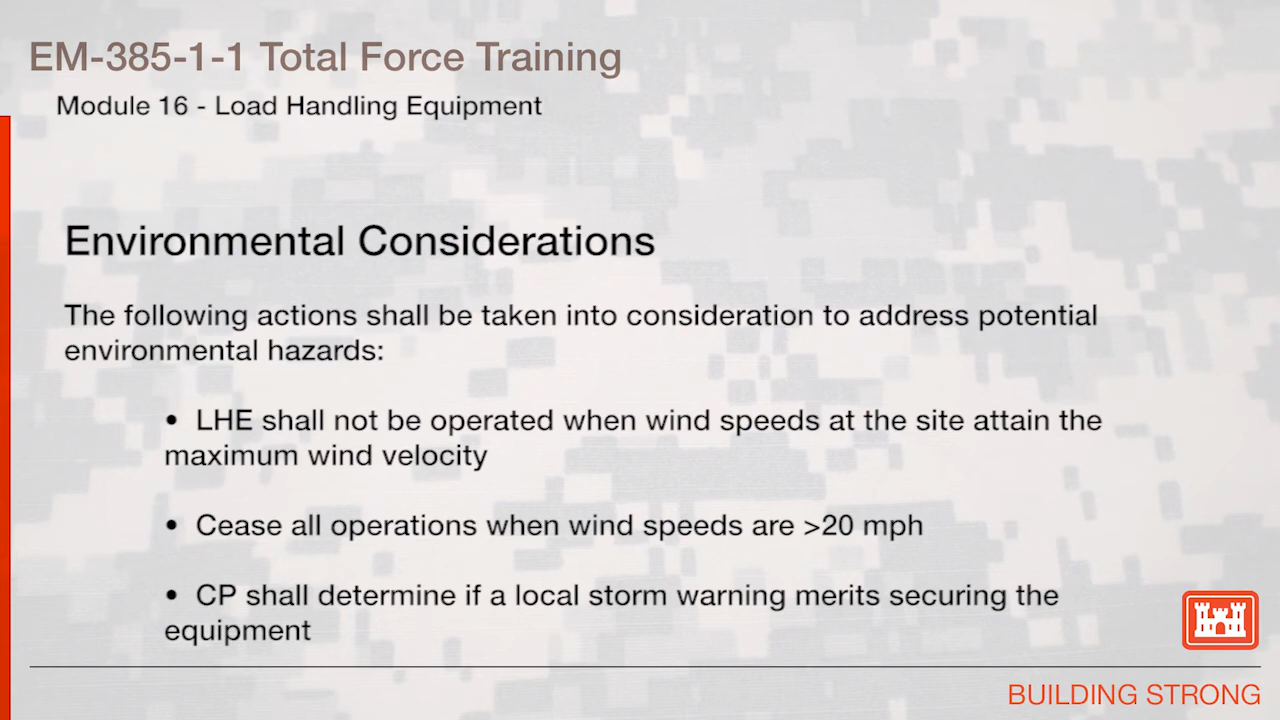 EM-385-1-1 Total Force Training
Module 16 - Load Handling Equipment
Environmental Considerations
The following actions shall be taken into consideration to address potential
environmental hazards:
• LHE shall not be operated when wind speeds at the site attain the
maximum wind velocity
• Cease all operations when wind speeds are >20 mph
• CP shall determine if a local storm warning merits securing the
equipment
BUILDING STRONG